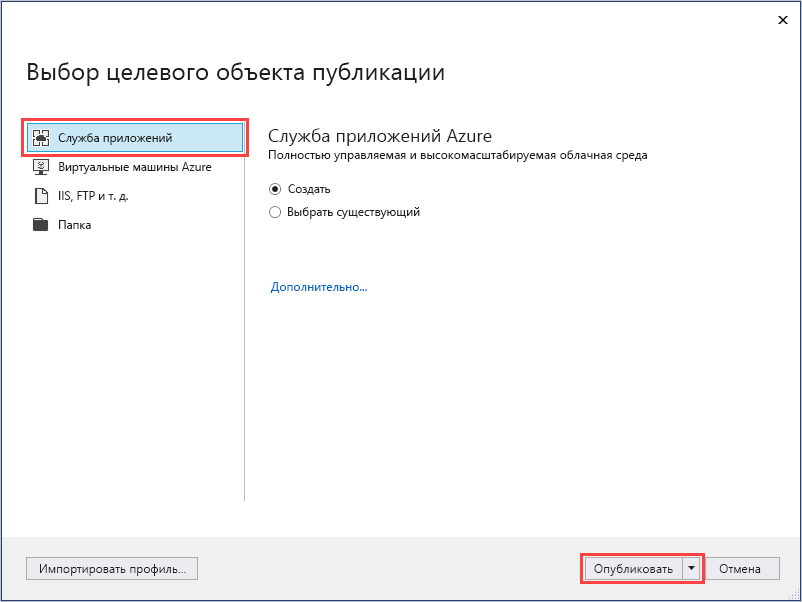 Выбор целевого объекта публикации
Служба приложений
Виртуальные машины Azure
IIS, FTP и т. д.
Папка
Служба приложений Azure
Полностью управляемая и высокомасштабируемая облачная среда
Создать
Выбрать существующий
Дополнительно...
Импортировать профиль...
Опубликовать
Отмена